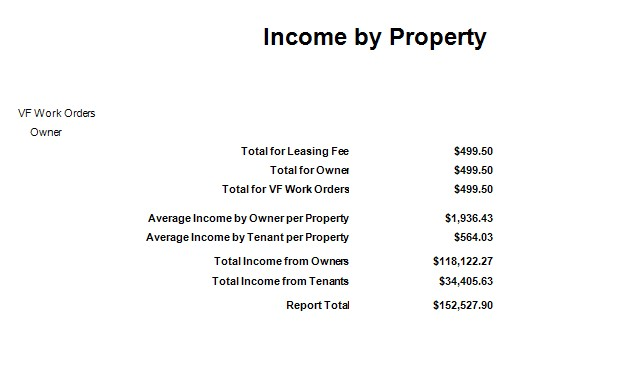 Income by Property
VF Work Orders
Owner
Total for Leasing Fee $499.50
Total for Owner $499.50
Total for VF Work Orders $499.50
Average Income by Owner per Property $1,936.43
Average Income by Tenant per Property $564.03
Total Income from Owners $118,122.27
Total Income from Tenants $34,405.63
Report Total $152,527.90